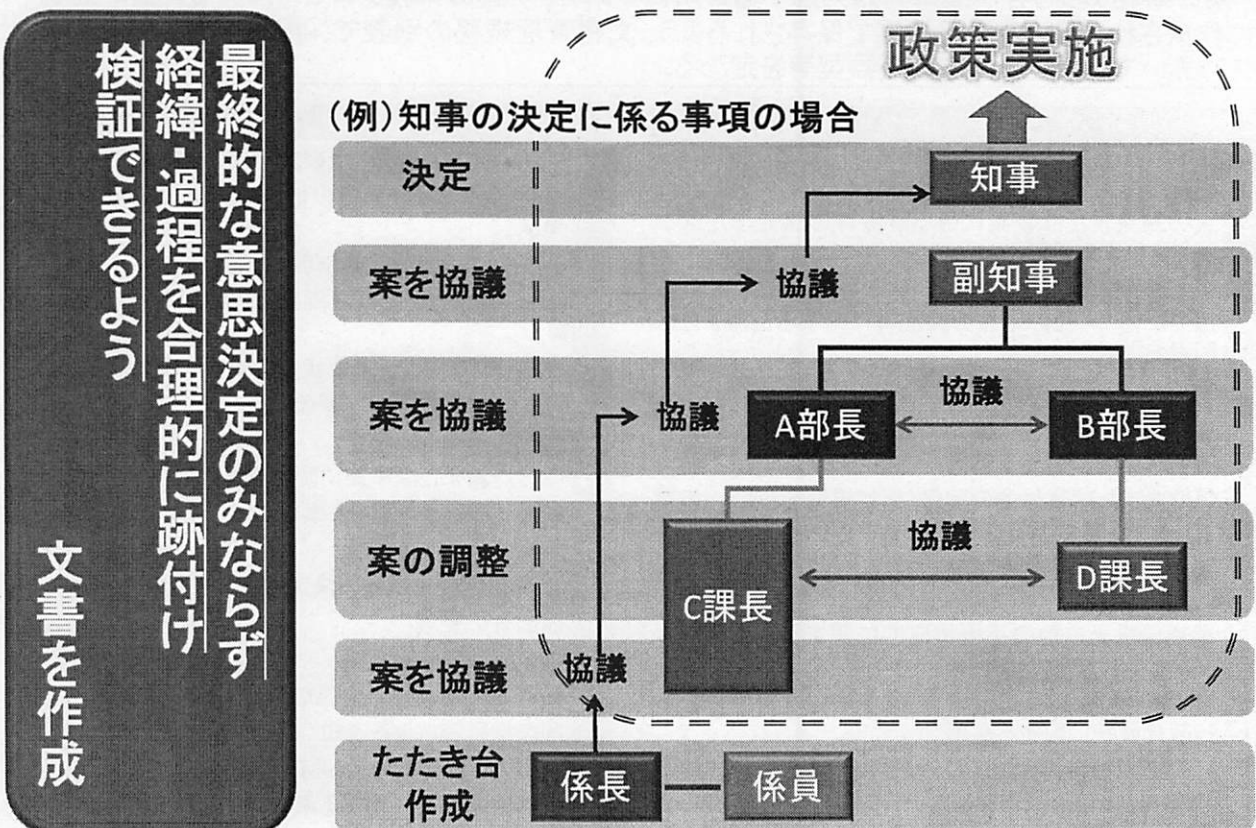 最終的な意思決定のみならず
経緯・過程を合理的に跡付け
検証できるよう
文書を作成
政策実施
(例)知事の決定に係る事項の場合
決定
知事
案を協議
協議
副知事
案を協議
協議
A部長
協議
B部長
案の調整
C課長
協議
D課長
案を協議
協議
たたき台
作成
係長
係員